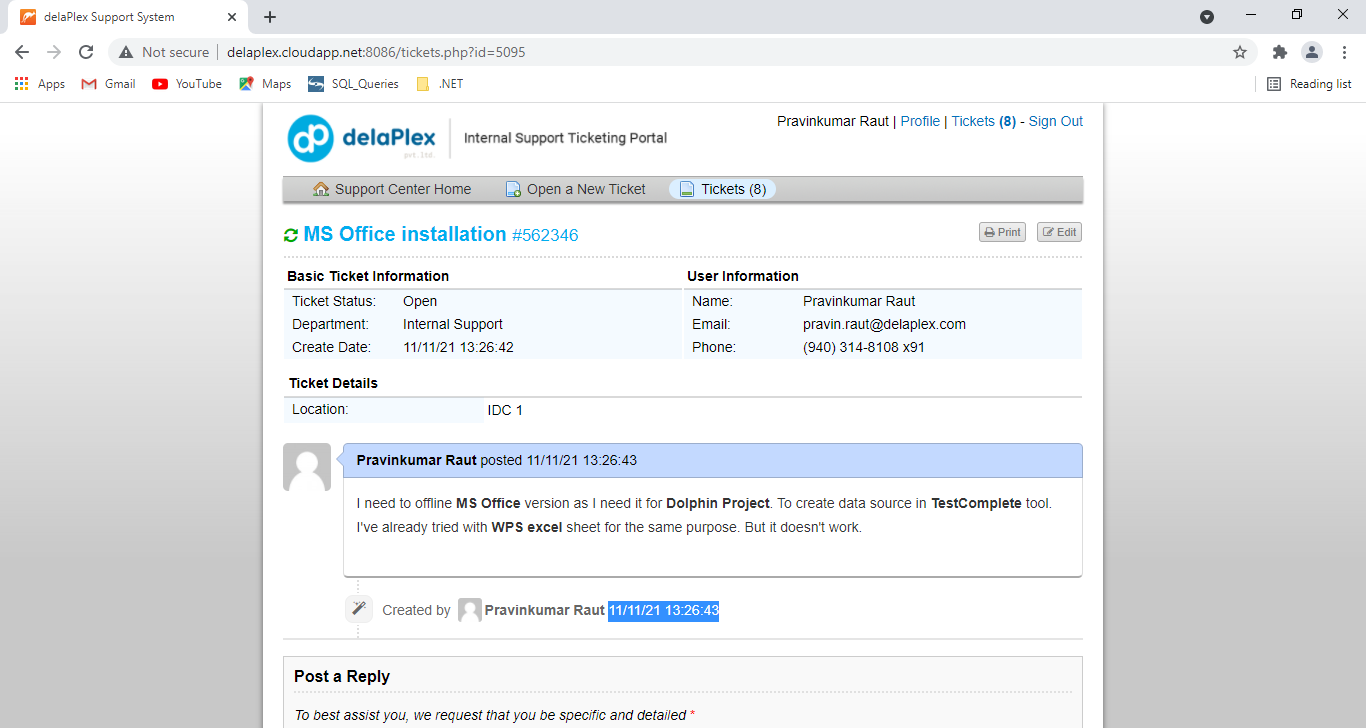 delaPlex Support System
Not secure | delaplex.cloudapp.net:8086/tickets.php?id=5095
Apps Gmail YouTube Maps SQL_Queries .NET Reading list
dp delaPlex pvt. ltd. Internal Support Ticketing Portal
Pravinkumar Raut | Profile | Tickets (8) - Sign Out
Support Center Home Open a New Ticket Tickets (8)
MS Office installation #562346 Print Edit
Basic Ticket Information User Information
Ticket Status: Open Name: Pravinkumar Raut
Department: Internal Support Email: pravin.raut@delaplex.com
Create Date: 11/11/21 13:26:42 Phone: (940) 314-8108 x91
Ticket Details
Location: IDC 1
Pravinkumar Raut posted 11/11/21 13:26:43
I need to offline MS Office version as I need it for Dolphin Project. To create data source in TestComplete tool.
I've already tried with WPS excel sheet for the same purpose. But it doesn't work.
Created by Pravinkumar Raut 11/11/21 13:26:43
Post a Reply
To best assist you, we request that you be specific and detailed *